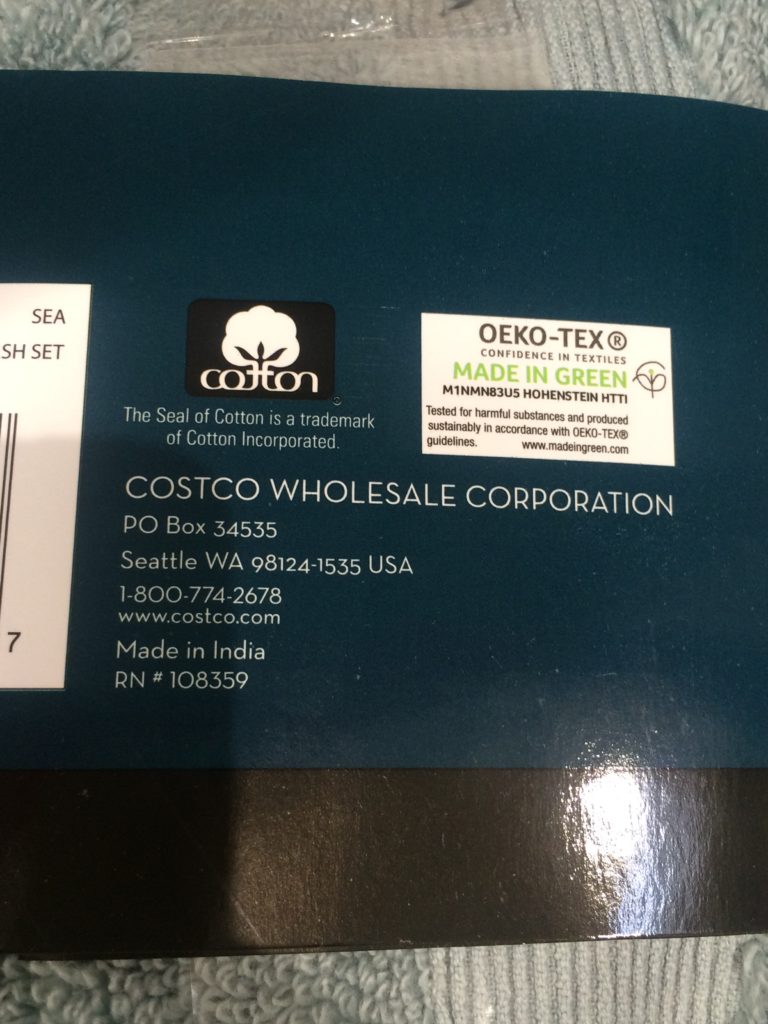 SEA
SH SET
7
cotton
The Seal of Cotton is a trademark
of Cotton Incorporated.
OEKO-TEX®
CONFIDENCE IN TEXTILES
MADE IN GREEN
M1NMN83U5 HOHENSTEIN HTTI
Tested for harmful substances and produced
sustainably in accordance with OEKO-TEX®
guidelines. www.madeingreen.com
COSTCO WHOLESALE CORPORATION
PO Box 34535
Seattle WA 98124-1535 USA
1-800-774-2678
www.costco.com
Made in India
RN # 108359